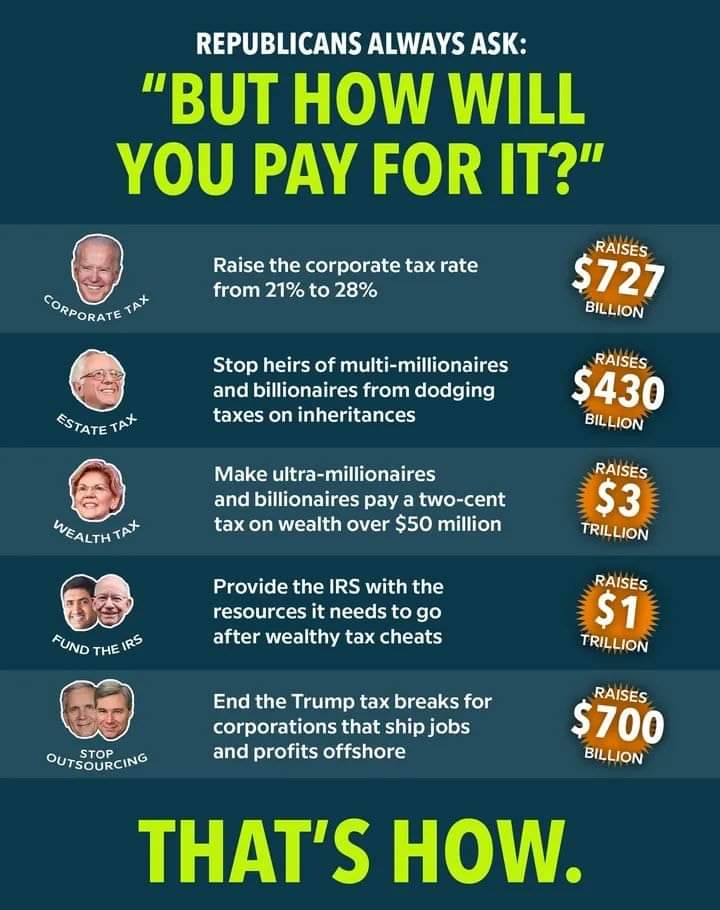 REPUBLICANS ALWAYS ASK:
"BUT HOW WILL
YOU PAY FOR IT?"
CORPORATE TAX
Raise the corporate tax rate
from 21% to 28%
RAISES
$727
BILLION
ESTATE TAX
Stop heirs of multi-millionaires
and billionaires from dodging
taxes on inheritances
RAISES
$430
BILLION
WEALTH TAX
Make ultra-millionaires
and billionaires pay a two-cent
tax on wealth over $50 million
RAISES
$3
TRILLION
FUND THE IRS
Provide the IRS with the
resources it needs to go
after wealthy tax cheats
RAISES
$1
TRILLION
STOP
OUTSOURCING
End the Trump tax breaks for
corporations that ship jobs
and profits offshore
RAISES
$700
BILLION
THAT'S HOW.